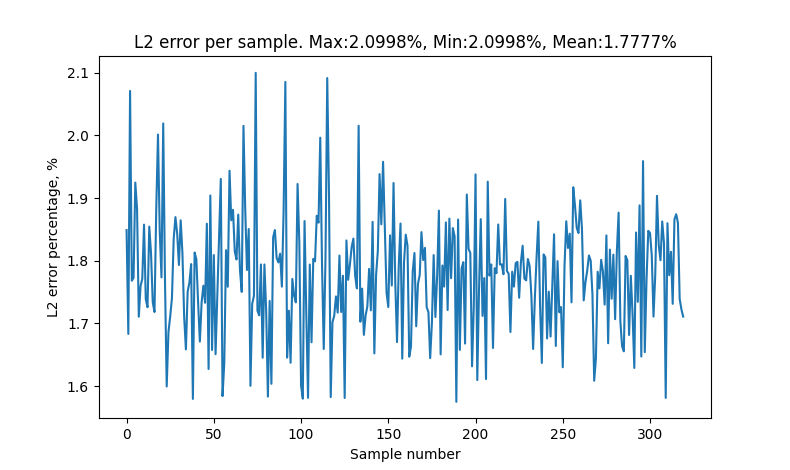 L2 error per sample. Max:2.0998%, Min:2.0998%, Mean:1.7777%
L2 error percentage, %
2.1
2.0
1.9
1.8
1.7
1.6
0 50 100 150 200 250 300
Sample number